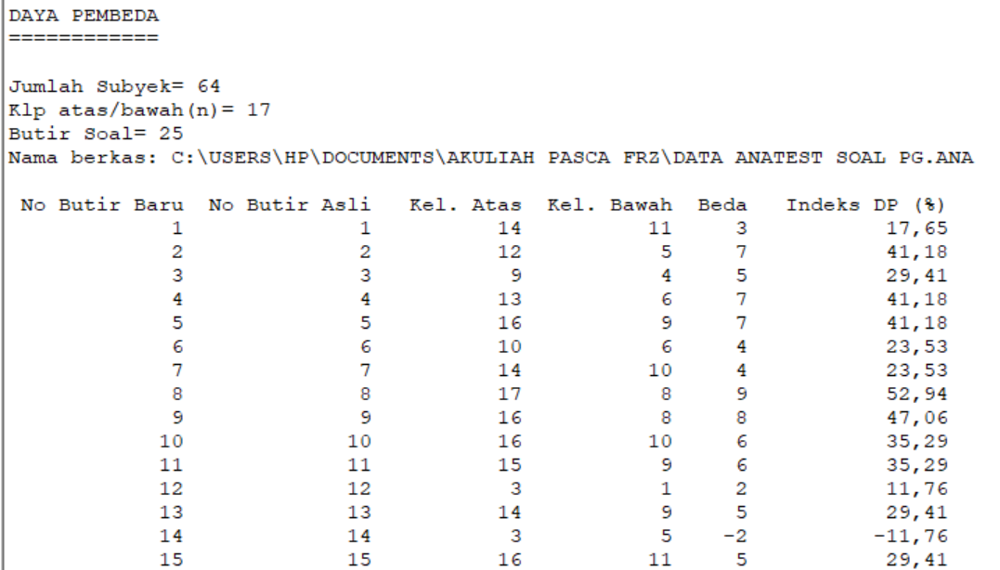 DAYA PEMBEDA
============
Jumlah Subyek= 64
Klp atas/bawah(n)= 17
Butir Soal= 25
Nama berkas: C:\USERS\HP\DOCUMENTS\AKULIAH PASCA FRZ\DATA ANATEST SOAL PG.ANA
No Butir Baru No Butir Asli Kel. Atas Kel. Bawah Beda Indeks DP (%)
1 1 14 11 3 17,65
2 2 12 5 7 41,18
3 3 9 4 5 29,41
4 4 13 6 7 41,18
5 5 16 9 7 41,18
6 6 10 6 4 23,53
7 7 14 10 4 23,53
8 8 17 8 9 52,94
9 9 16 8 8 47,06
10 10 16 10 6 35,29
11 11 15 9 6 35,29
12 12 3 1 2 11,76
13 13 14 9 5 29,41
14 14 3 5 -2 -11,76
15 15 16 11 5 29,41